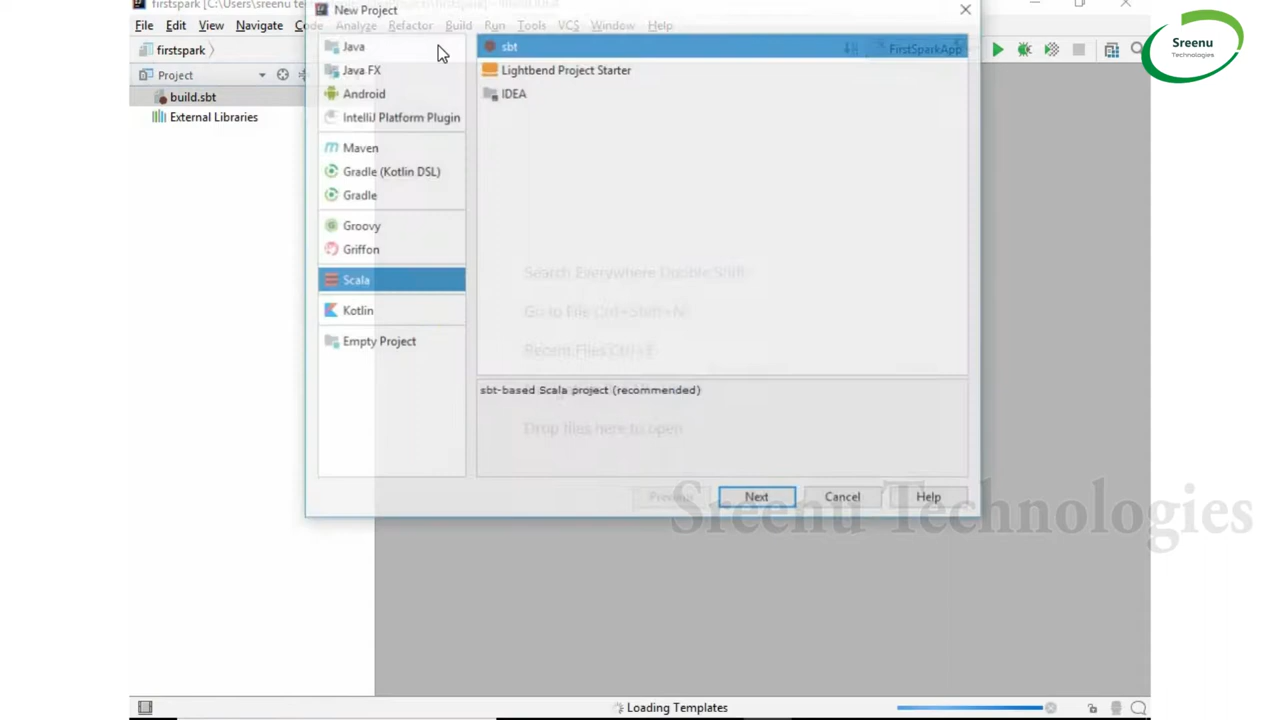 firstspark [C:\Users\sreenu te
New Project
File Edit View Navigate Code Analyze Refactor Build Run Tools VCS Window Help
firstspark
FirstSparkApp
Sreenu
Technologies
Project
build.sbt
External Libraries
Java
Java FX
Android
IntelliJ Platform Plugin
Maven
Gradle (Kotlin DSL)
Gradle
Groovy
Griffon
Scala
Kotlin
Empty Project
sbt
Lightbend Project Starter
IDEA
Search Everywhere Double Shift
Go to File Ctrl+Shift+N
Recent Files Ctrl+E
sbt-based Scala project (recommended)
Drop files here to open
Previous Next Cancel Help
Sreenu Technologies
Loading Templates